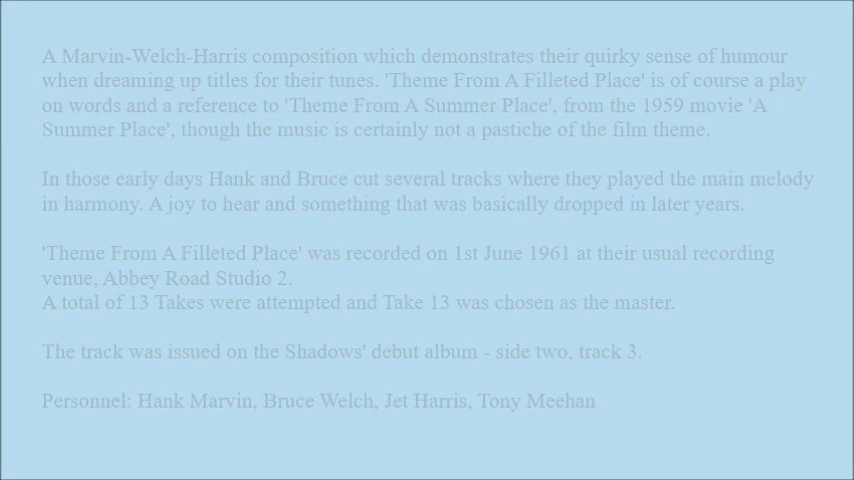 A Marvin-Welch-Harris composition which demonstrates their quirky sense of humour
when dreaming up titles for their tunes. 'Theme From A Filleted Place' is of course a play
on words and a reference to 'Theme From A Summer Place', from the 1959 movie 'A
Summer Place', though the music is certainly not a pastiche of the film theme.
In those early days Hank and Bruce cut several tracks where they played the main melody
in harmony. A joy to hear and something that was basically dropped in later years.
'Theme From A Filleted Place' was recorded on 1st June 1961 at their usual recording
venue, Abbey Road Studio 2.
A total of 13 Takes were attempted and Take 13 was chosen as the master.
The track was issued on the Shadows' debut album - side two, track 3.
Personnel: Hank Marvin, Bruce Welch, Jet Harris, Tony Meehan